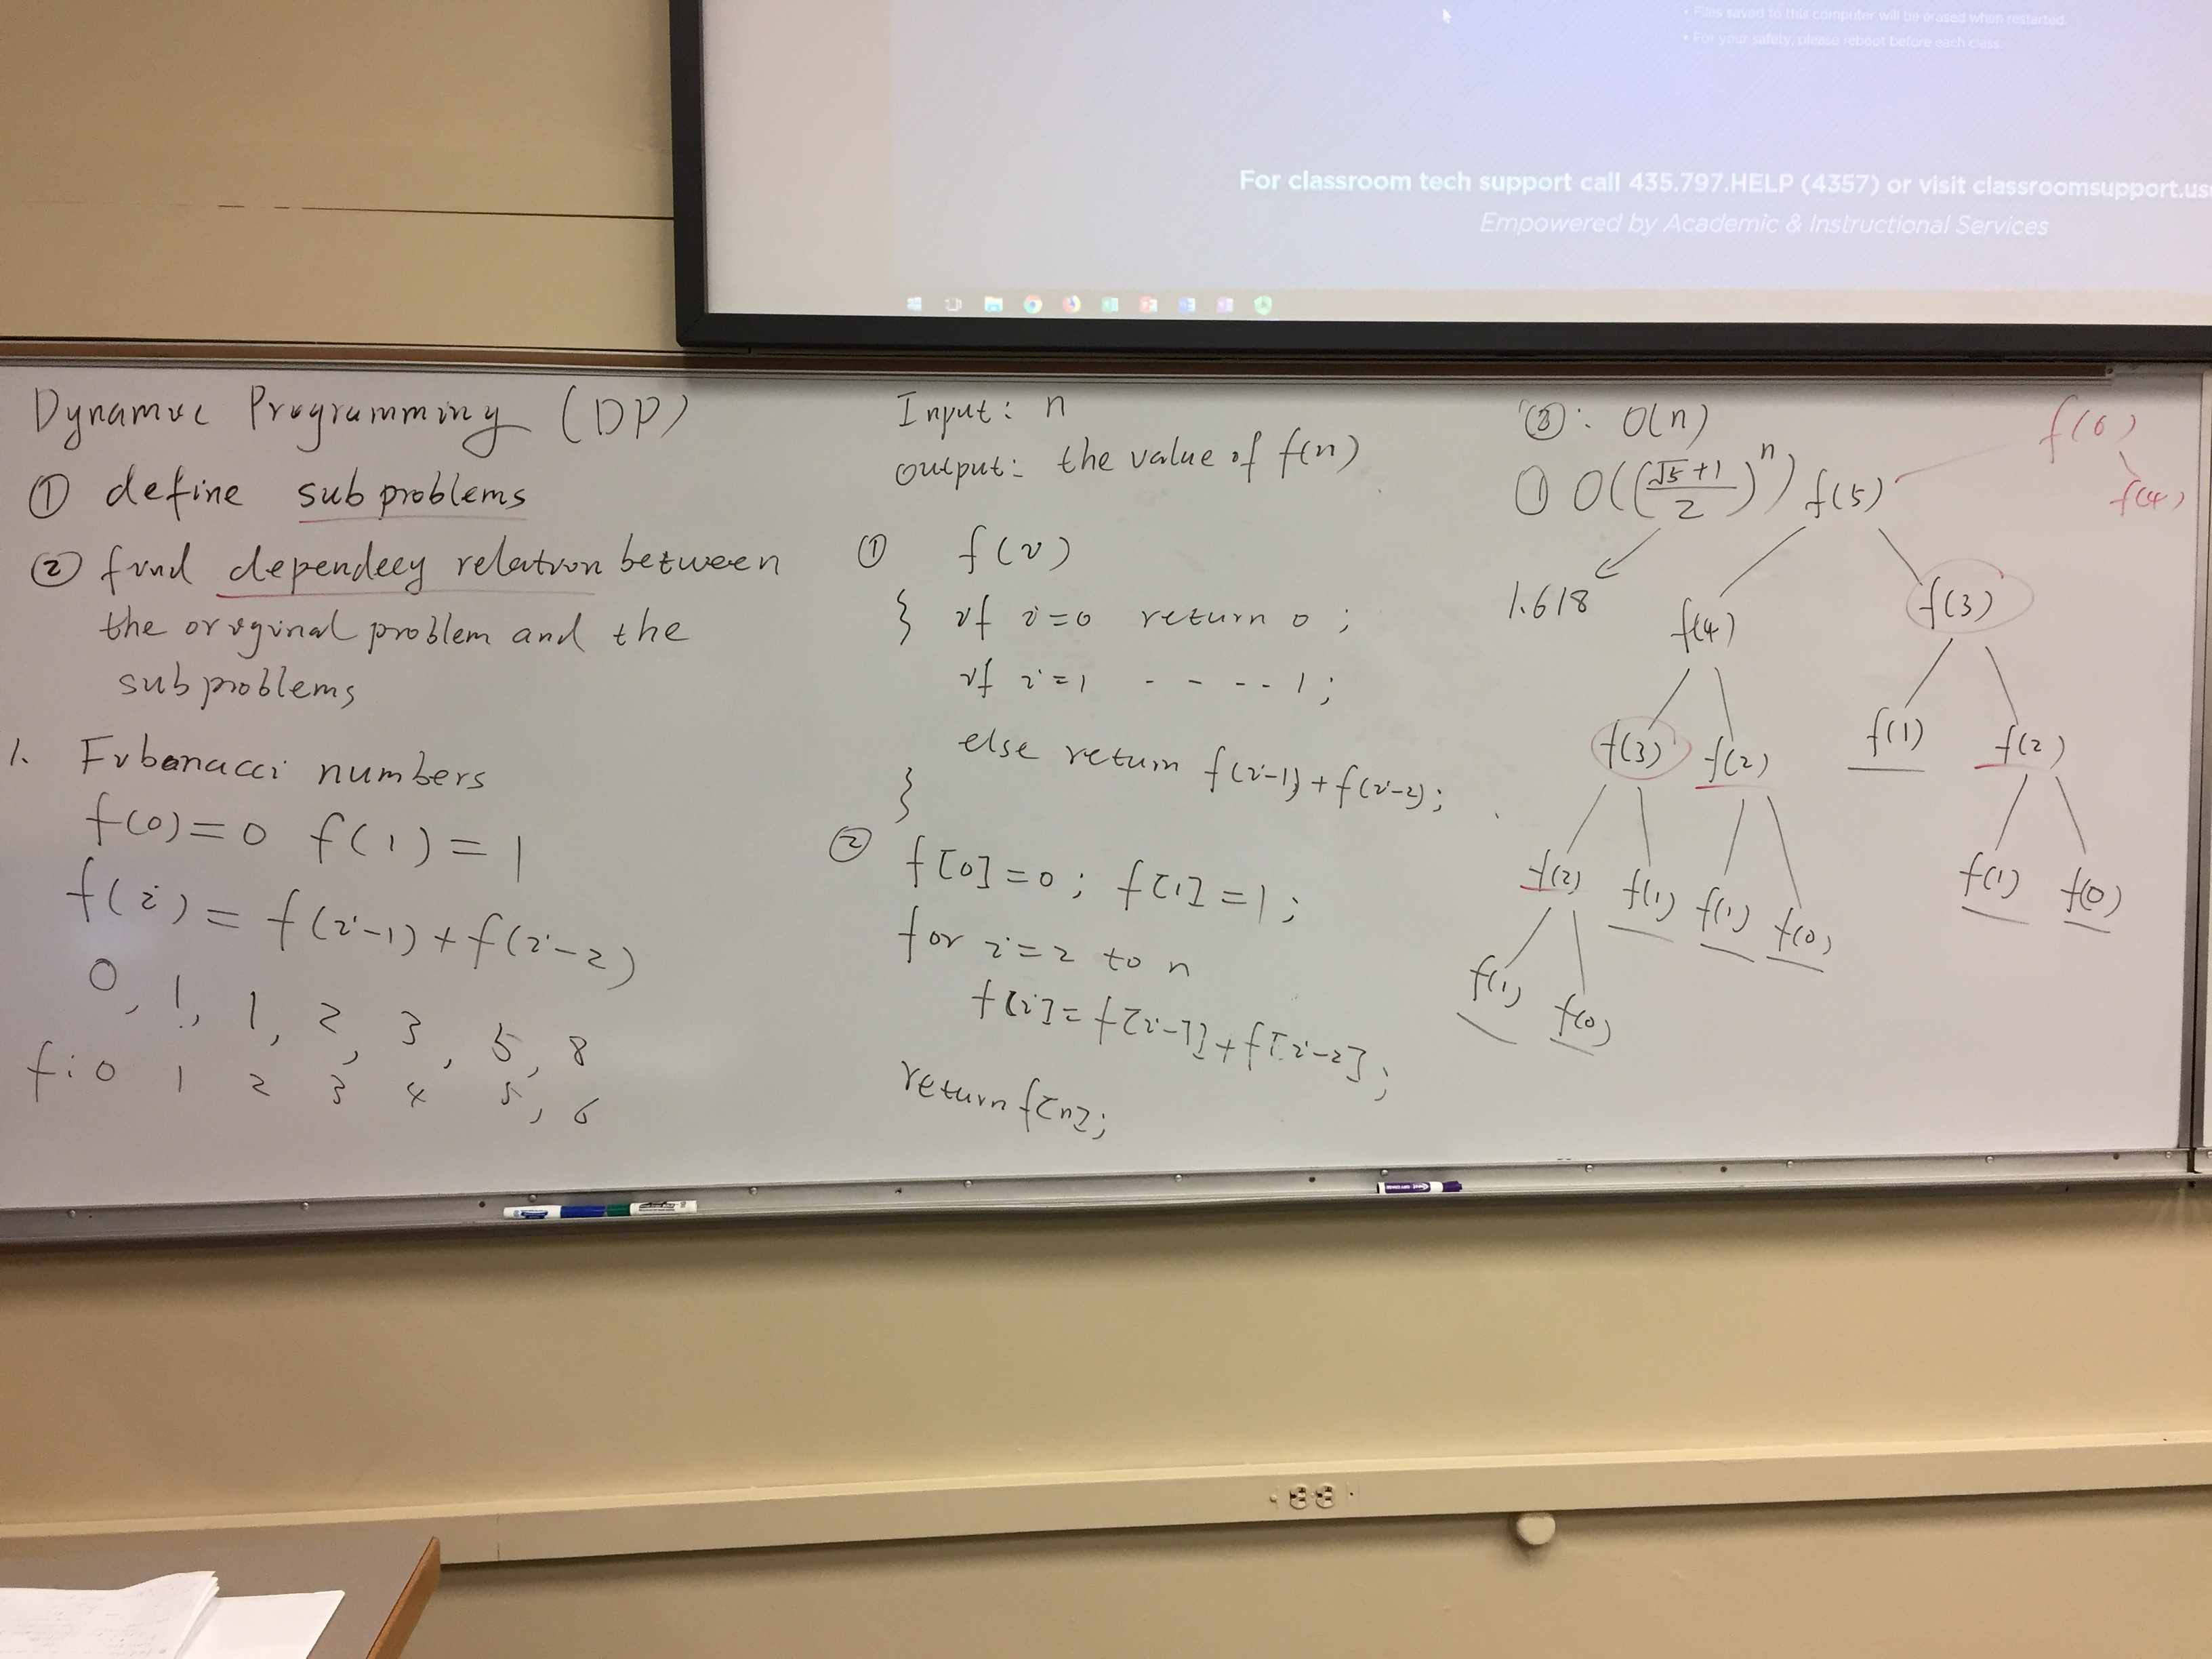 • Files saved to this computer will be erased when restarted.
• For your safety, please reboot before each class.
For classroom tech support call 435.797.HELP (4357) or visit classroomsupport.us
Empowered by Academic & Instructional Services
Dynamic Programming (DP)
① define subproblems
② find dependecy relation between
the original problem and the
subproblems
1. Fibonacci numbers
f(0)=0 f(1)=1
f(i)=f(i-1)+f(i-2)
0, 1, 1, 2, 3, 5, 8
f: 0 1 2 3 4 5, 6
Input: n
output: the value of f(n)
① f(i)
{ if i=0 return 0;
if i=1 - - - - 1;
else return f(i-1)+f(i-2);
}
② f[0]=0; f[1]=1;
for i=2 to n
f[i]=f[i-1]+f[i-2];
return f[n];
②: O(n)
① O(((√5+1)/2)^n)
1.618
f(6)
f(5) f(4)
f(4) f(3)
f(3) f(2) f(1) f(2)
f(2) f(1) f(1) f(0) f(1) f(0)
f(1) f(0)